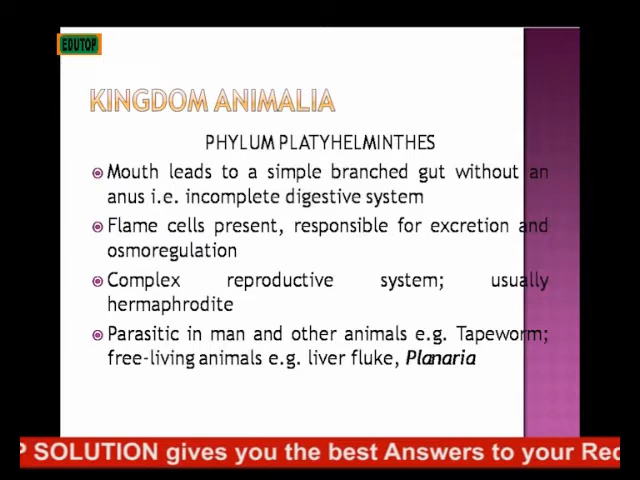 EDUTOP
KINGDOM ANIMALIA
PHYLUM PLATYHELMINTHES
Mouth leads to a simple branched gut without an
anus i.e. incomplete digestive system
Flame cells present, responsible for excretion and
osmoregulation
Complex reproductive system; usually
hermaphrodite
Parasitic in man and other animals e.g. Tapeworm;
free-living animals e.g. liver fluke, Planaria
P SOLUTION gives you the best Answers to your Rec